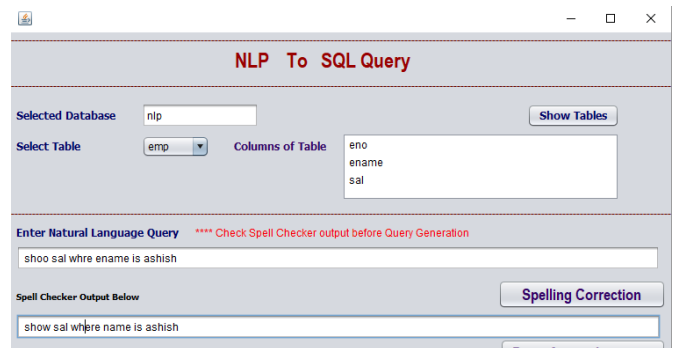 NLP To SQL Query
Selected Database nlp Show Tables
Select Table emp Columns of Table eno
ename
sal
Enter Natural Language Query **** Check Spell Checker output before Query Generation
shoo sal whre ename is ashish
Spell Checker Output Below Spelling Correction
show sal where name is ashish